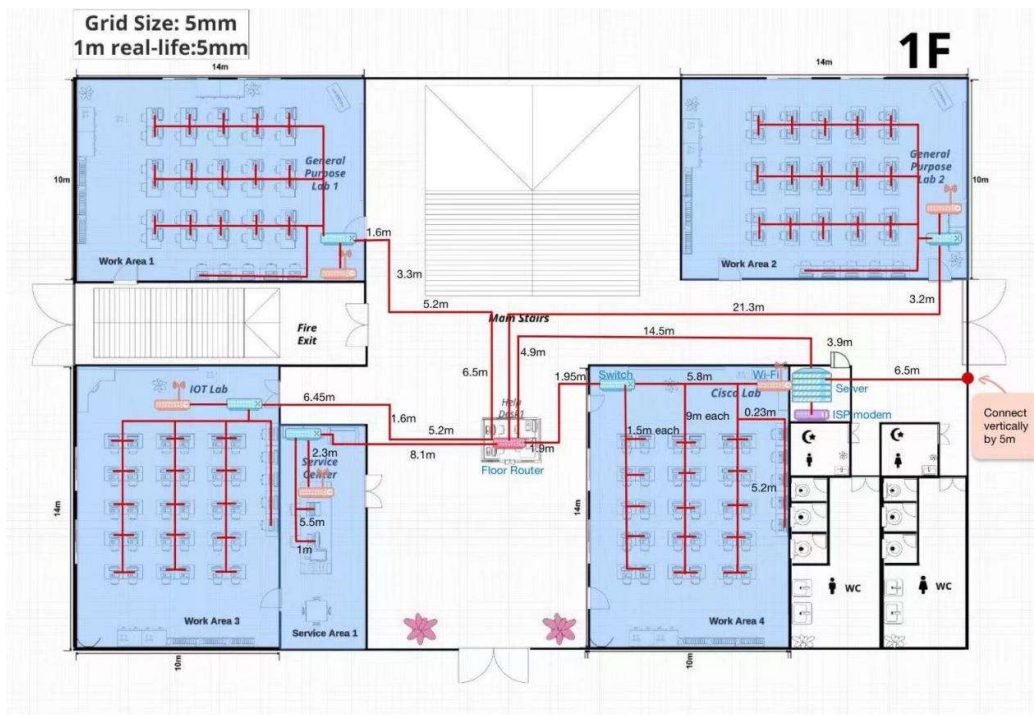 Grid Size: 5mm
1m real-life:5mm
1F
14m
14m
10m
General
Purpose
Lab 1
General
Purpose
Lab 2
10m
1.6m
Work Area 1
Work Area 2
3.3m
5.2m
21.3m
3.2m
Main Stairs
Fire
Exit
14.5m
4.9m
3.9m
6.5m
1.95m
Switch
5.8m
Wi-Fi
Cisco Lab
Server
6.5m
IOT Lab
6.45m
1.6m
Help
Desk1
9m each
0.23m
ISP modem
Connect
vertically
by 5m
5.2m
1.5m each
8.1m
1.9m
Floor Router
2.3m
Service
Center
5.2m
5.5m
1m
14m
14m
WC
WC
Work Area 3
Service Area 1
Work Area 4
10m
10m